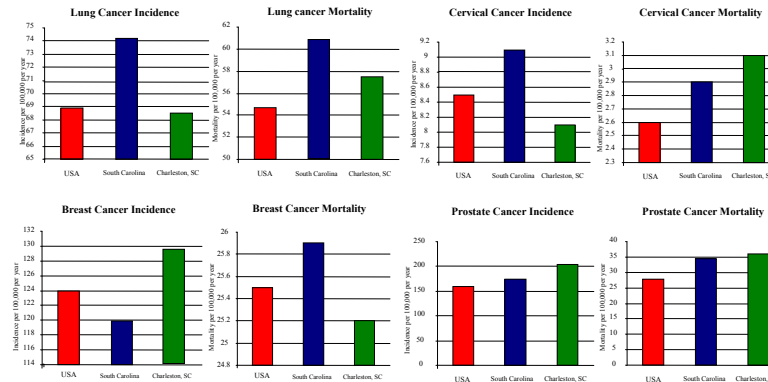 Lung Cancer Incidence
Incidence per 100,000 per year
75
74
73
72
71
70
69
68
67
66
65
USA
South Carolina
Charleston, SC
Lung cancer Mortality
Mortality per 100,000 per year
62
60
58
56
54
52
50
USA
South Carolina
Charleston, SC
Cervical Cancer Incidence
Incidence per 100,000 per year
9.2
9
8.8
8.6
8.4
8.2
8
7.8
7.6
USA
South Carolina
Charleston, SC
Cervical Cancer Mortality
Mortality per 100,000 per year
3.2
3.1
3
2.9
2.8
2.7
2.6
2.5
2.4
2.3
USA
South Carolina
Charleston, S
Breast Cancer Incidence
Incidence per 100,000 per year
132
130
128
126
124
122
120
118
116
114
USA
South Carolina
Charleston, SC
Breast Cancer Mortality
Mortality per 100,000 per year
26
25.8
25.6
25.4
25.2
25
24.8
USA
South Carolina
Charleston, SC
Prostate Cancer Incidence
Incidence per 100,000 per year
250
200
150
100
50
0
USA
South Carolina
Charleston, SC
Prostate Cancer Mortality
Mortality per 100,000 per year
40
35
30
25
20
15
10
5
0
USA
South Carolina
Charleston, SC